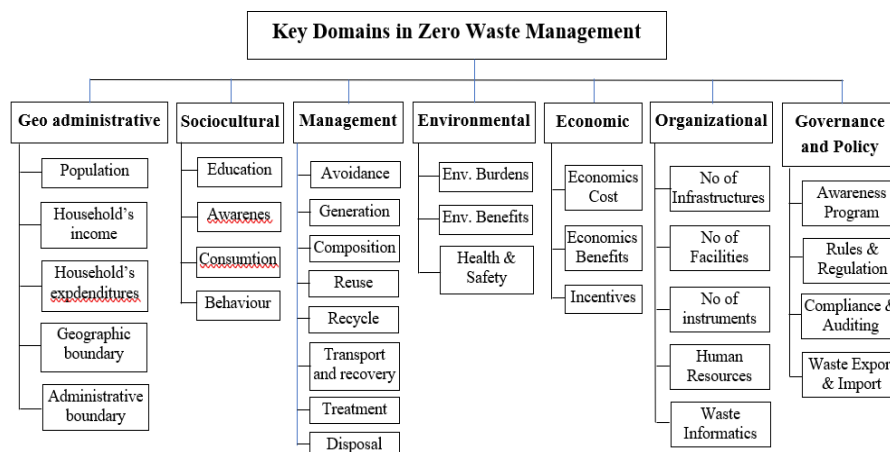 Key Domains in Zero Waste Management
Geo administrative
Population
Household's
income
Household's
expdenditures
Geographic
boundary
Administrative
boundary
Sociocultural
Education
Awarenes
Consumtion
Behaviour
Management
Avoidance
Generation
Composition
Reuse
Recycle
Transport
and recovery
Treatment
Disposal
Environmental
Env. Burdens
Env. Benefits
Health &
Safety
Economic
Economics
Cost
Economics
Benefits
Incentives
Organizational
No of
Infrastructures
No of
Facilities
No of
instruments
Human
Resources
Waste
Informatics
Governance
and Policy
Awareness
Program
Rules &
Regulation
Compliance &
Auditing
Waste Export
& Import